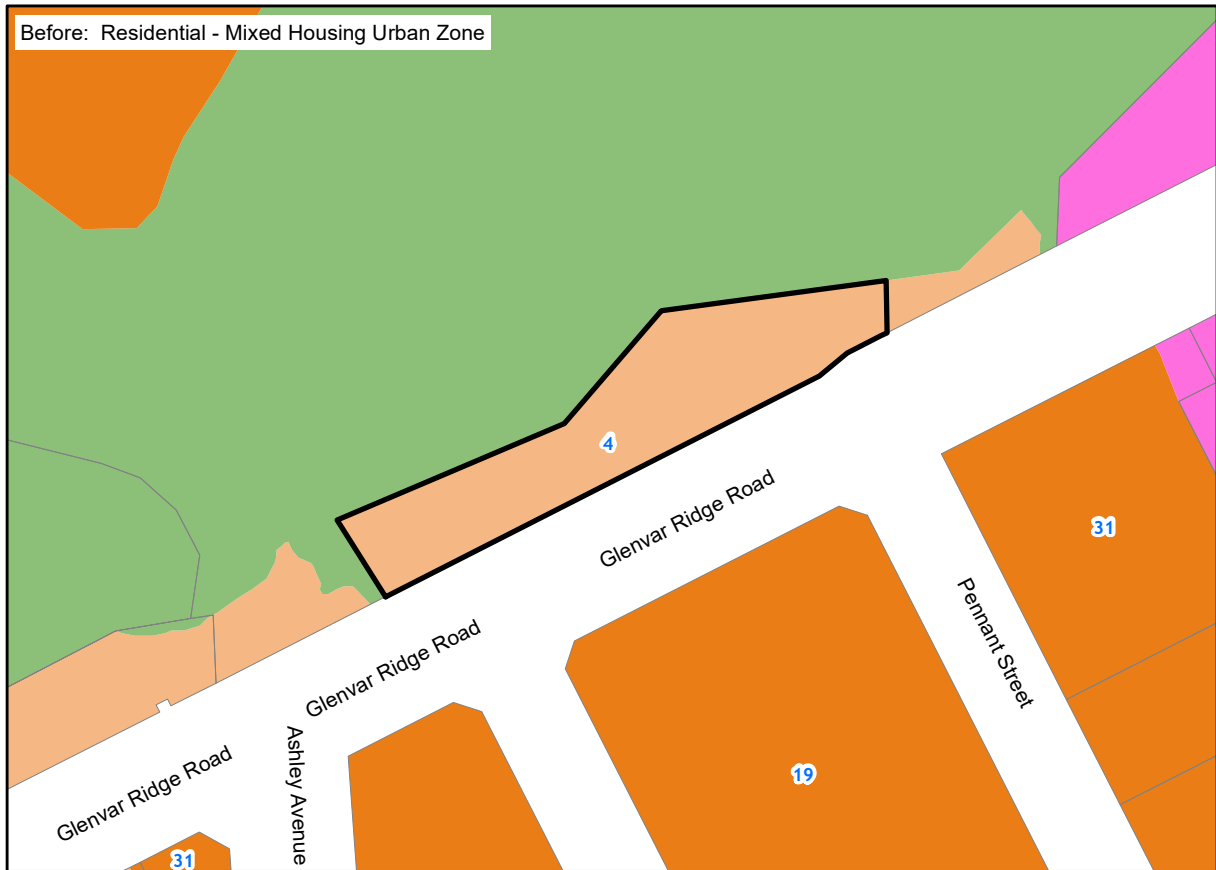 Before:  Residential - Mixed Housing Urban Zone
4
Glenvar Ridge Road
31
Pennant Street
Glenvar Ridge Road
Glenvar Ridge Road
Ashley Avenue
19
31